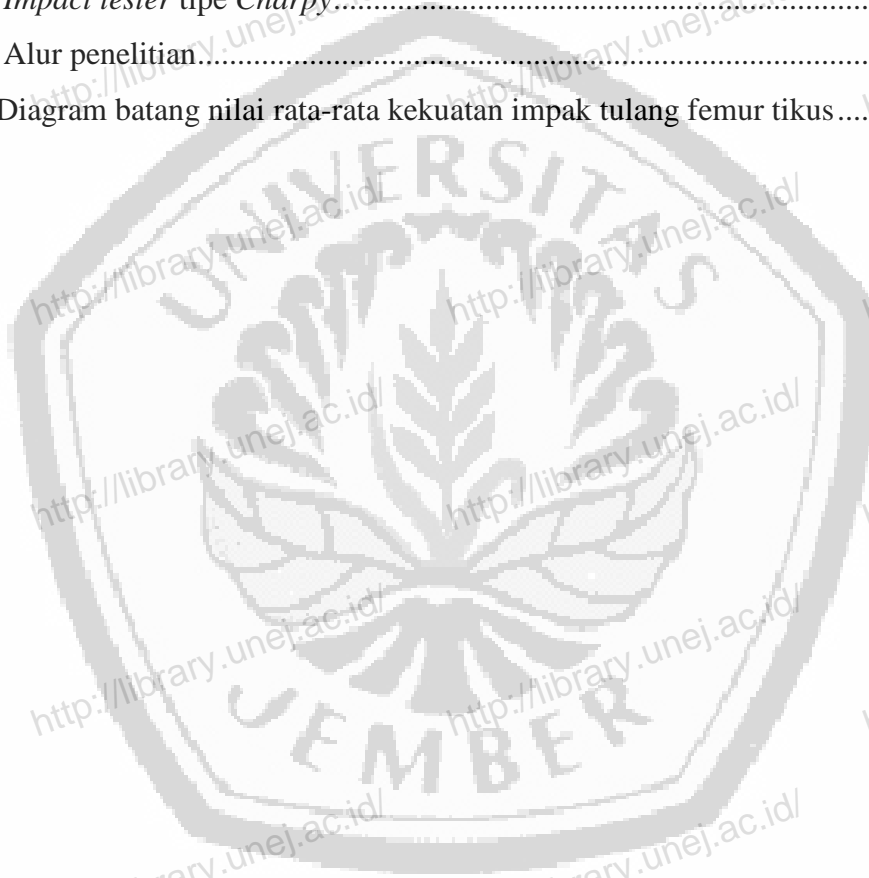 Impact tester tipe Charpy....................................................................
Alur penelitian.....................................................................................
Diagram batang nilai rata-rata kekuatan impak tulang femur tikus....
UNIVERSITAS
JEMBER
http://library.unej.ac.id/
http://library.unej.ac.id/
http://library.unej.ac.id/
http://library.unej.ac.id/
http://library.unej.ac.id/
http://library.unej.ac.id/
http://library.unej.ac.id/
http://library.unej.ac.id/